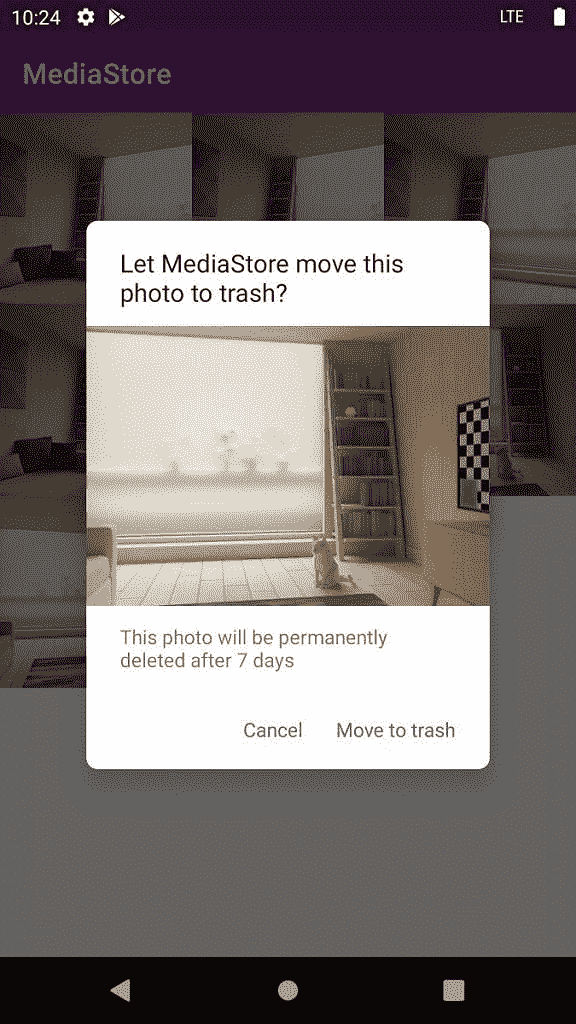 10:24
LTE
MediaStore
Let MediaStore move this
photo to trash?
This photo will be permanently
deleted after 7 days
Cancel
Move to trash